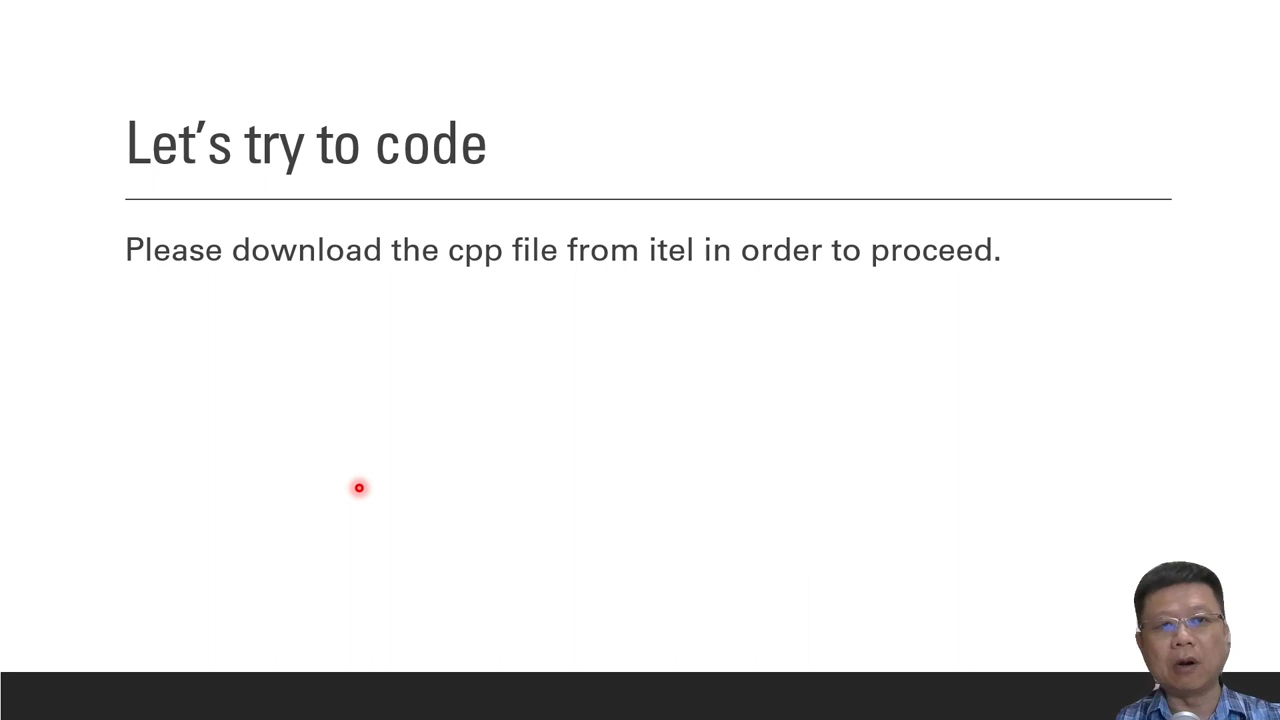 Let’s try to code
Please download the cpp file from itel in order to proceed.